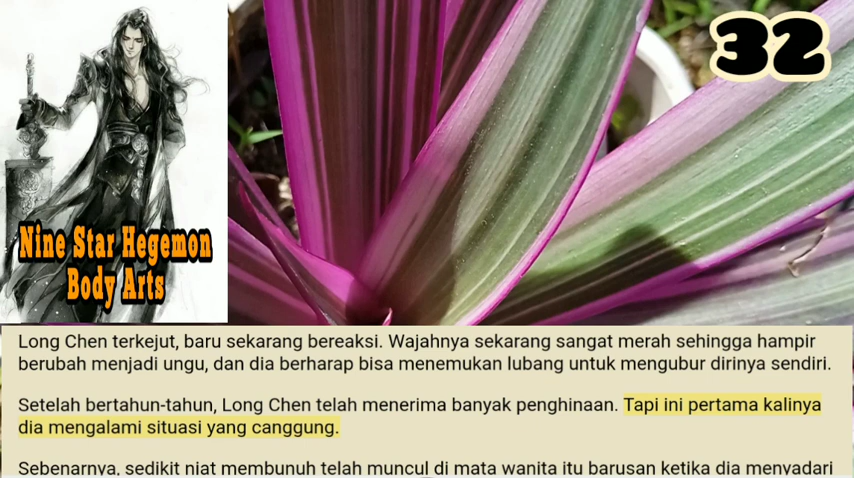 32
Nine Star Hegemon
Body Arts
Long Chen terkejut, baru sekarang bereaksi. Wajahnya sekarang sangat merah sehingga hampir
berubah menjadi ungu, dan dia berharap bisa menemukan lubang untuk mengubur dirinya sendiri.
Setelah bertahun-tahun, Long Chen telah menerima banyak penghinaan. Tapi ini pertama kalinya
dia mengalami situasi yang canggung.
Sebenarnya, sedikit niat membunuh telah muncul di mata wanita itu barusan ketika dia menyadari